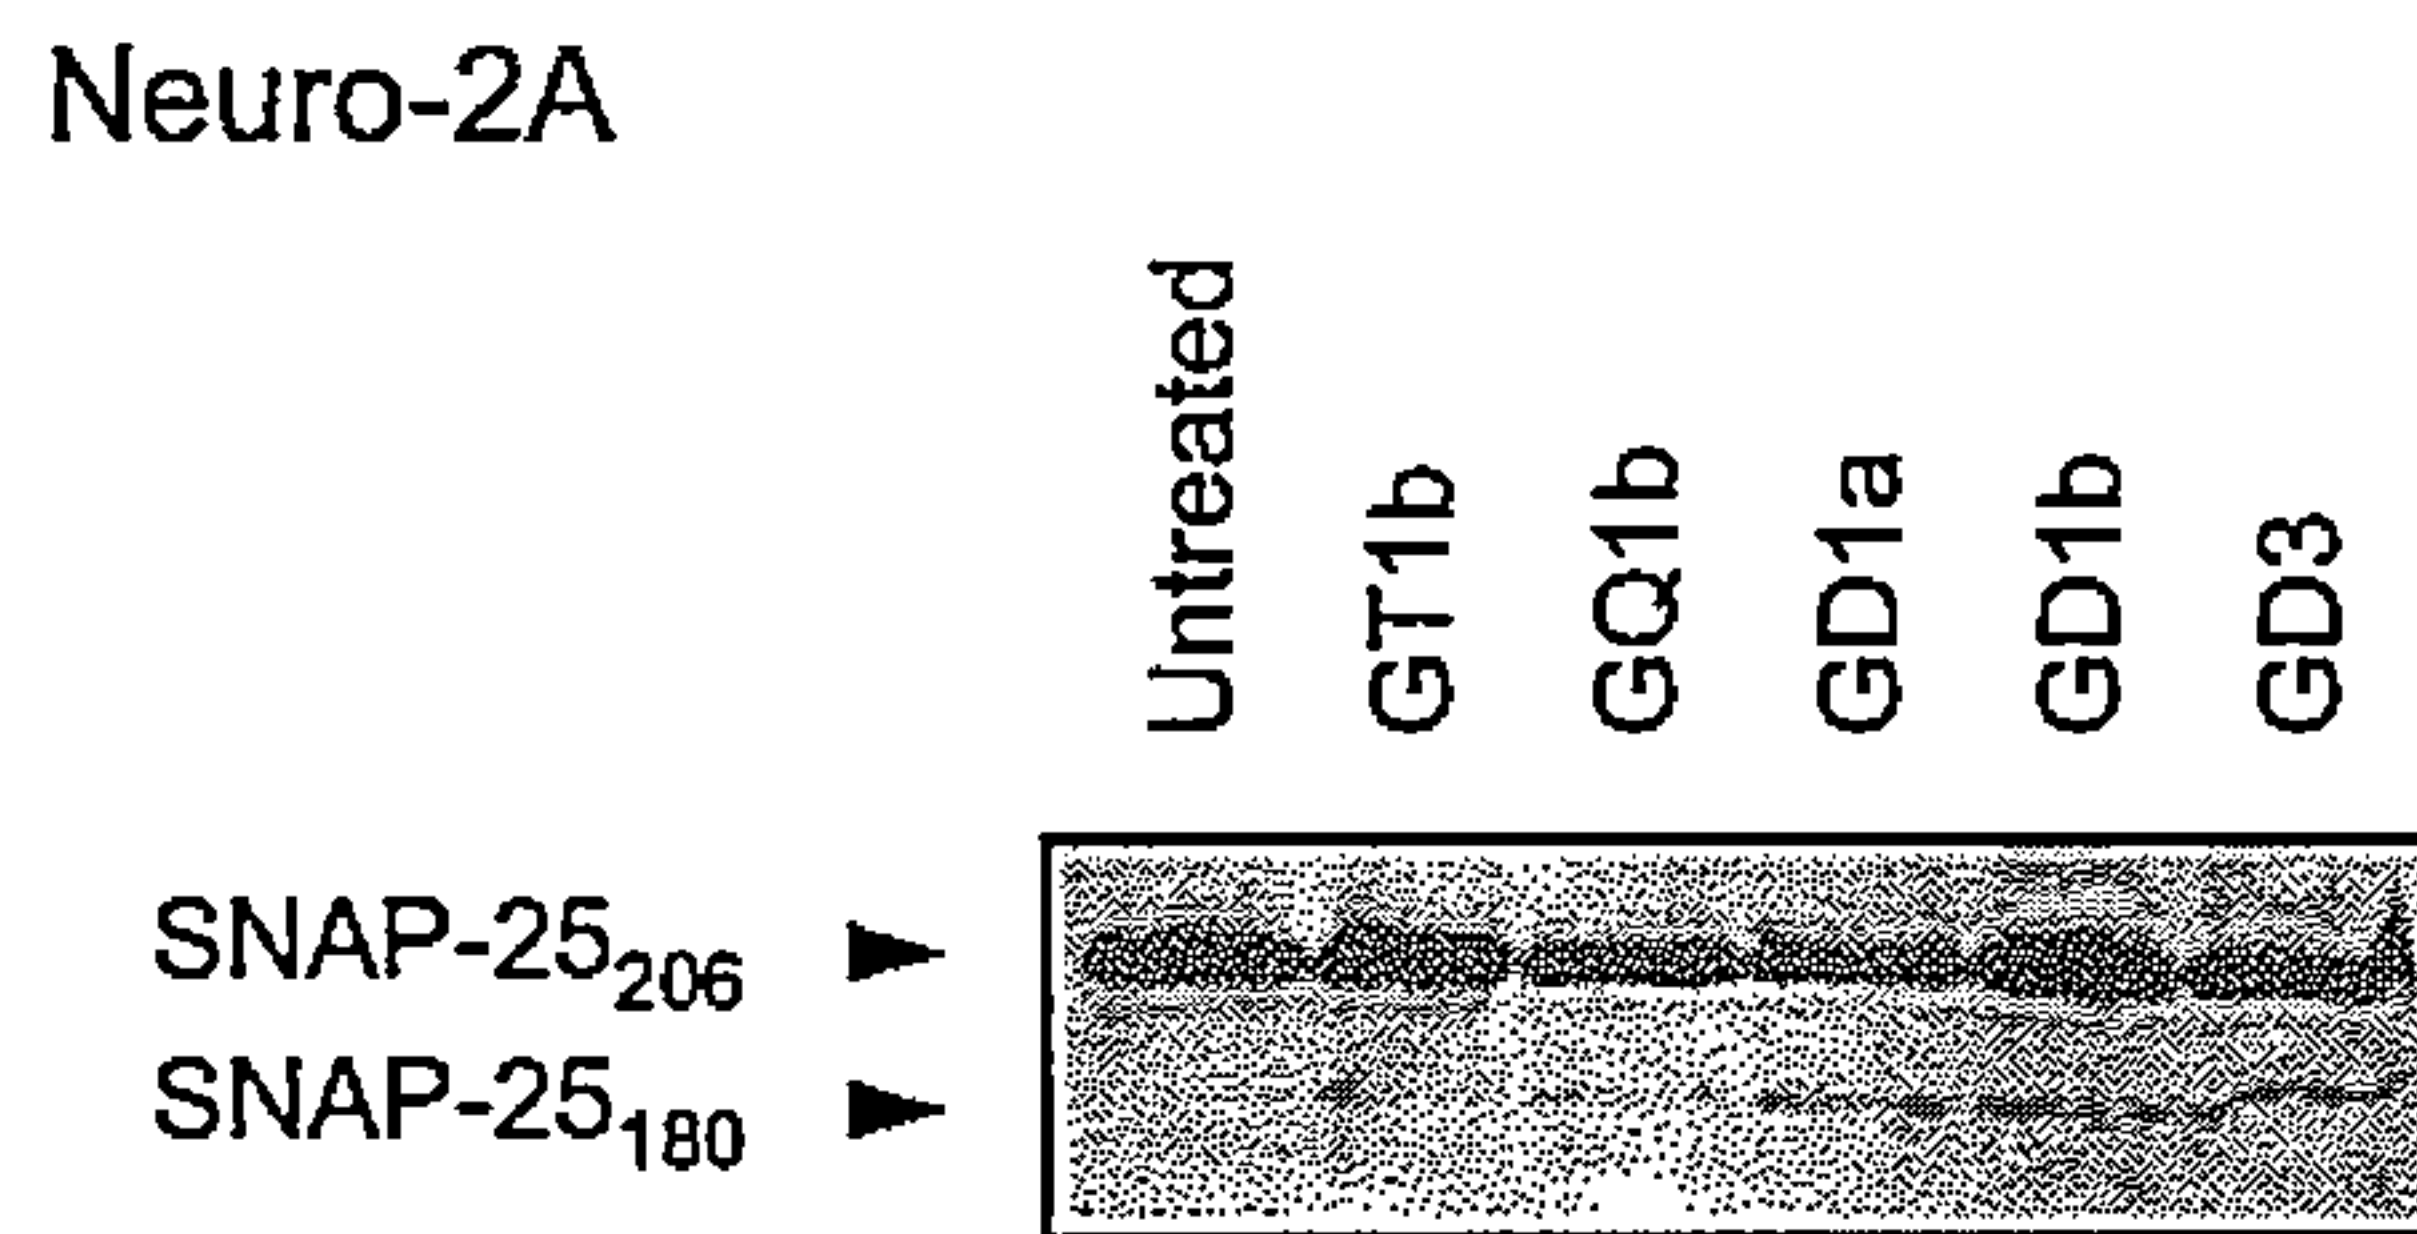 Neuro-2A
Untreated
GT1b
GQ1b
GD1a
GD1b
GD3
SNAP-25206
SNAP-25180